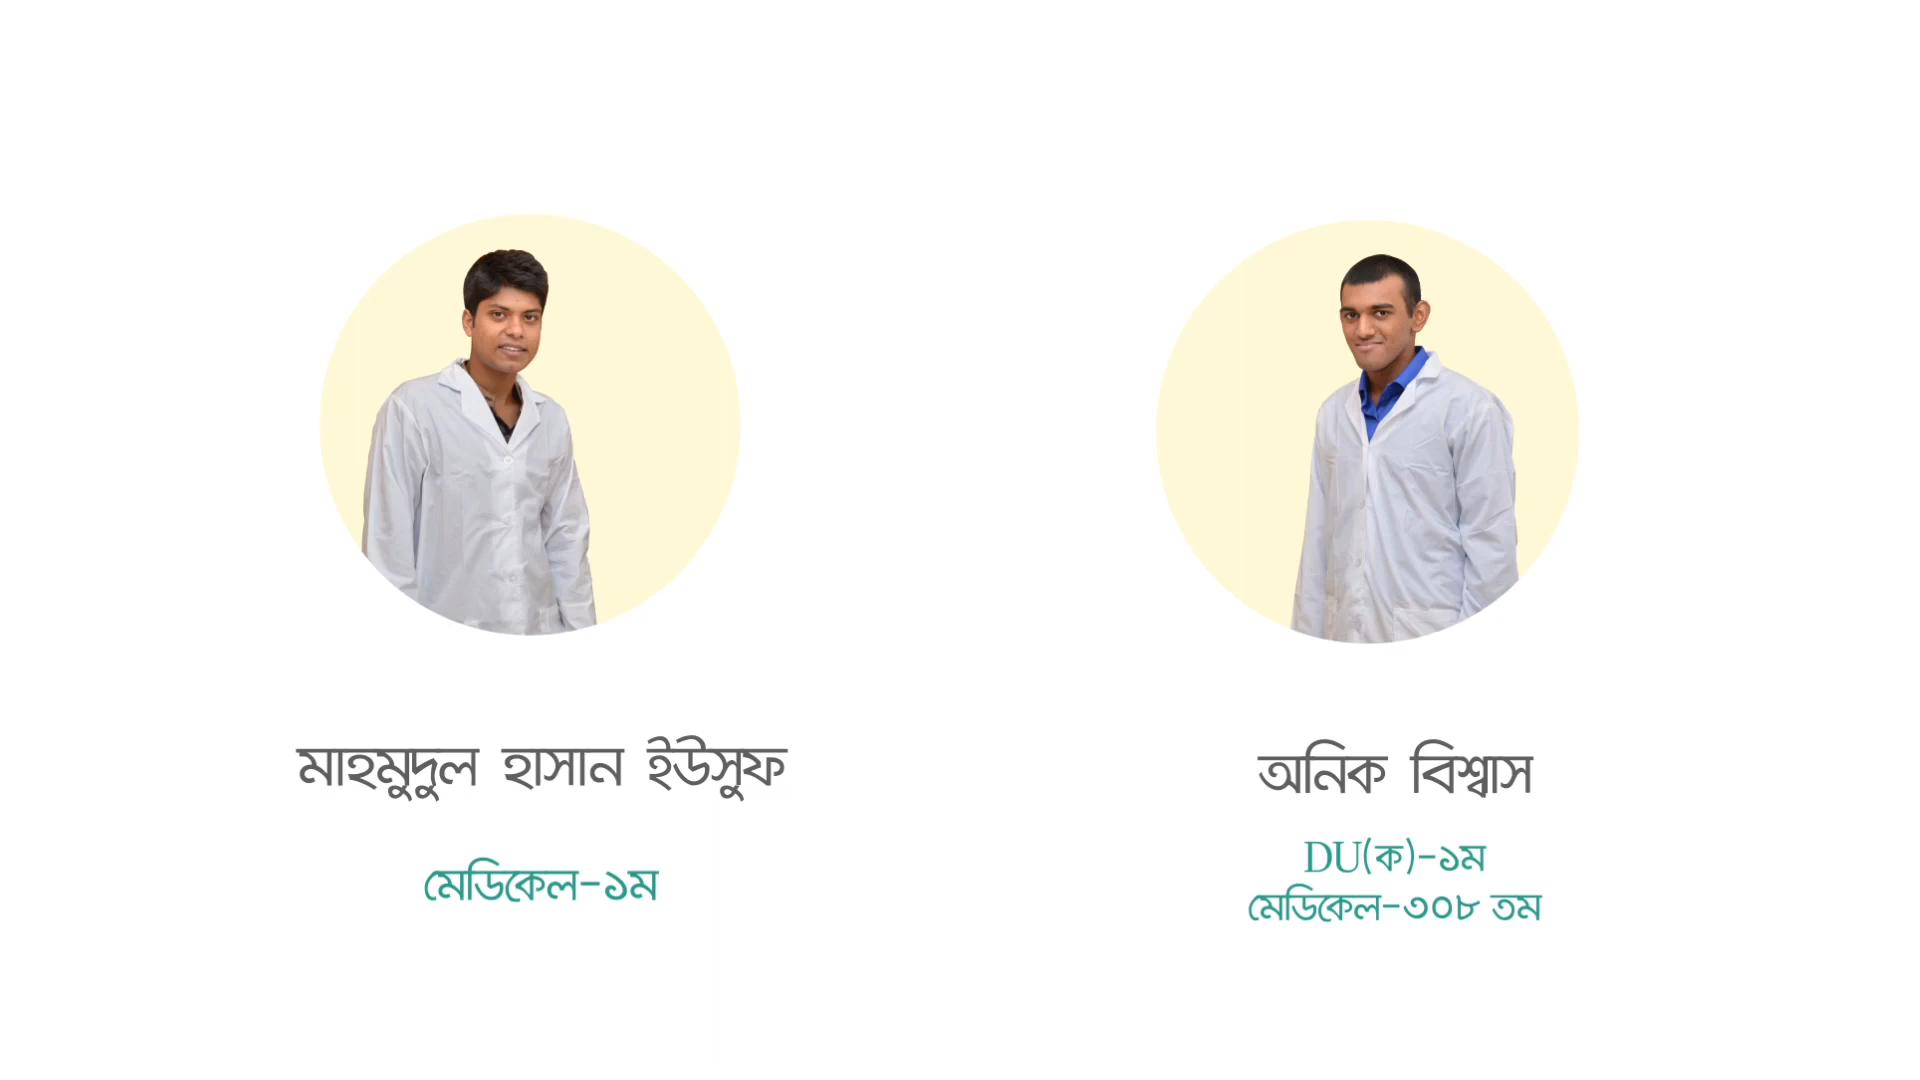 মাহমুদুল হাসান ইউসুফ
মেডিকেল-১ম
অনিক বিশ্বাস
DU(ক)-১ম
মেডিকেল-৩০৮ তম